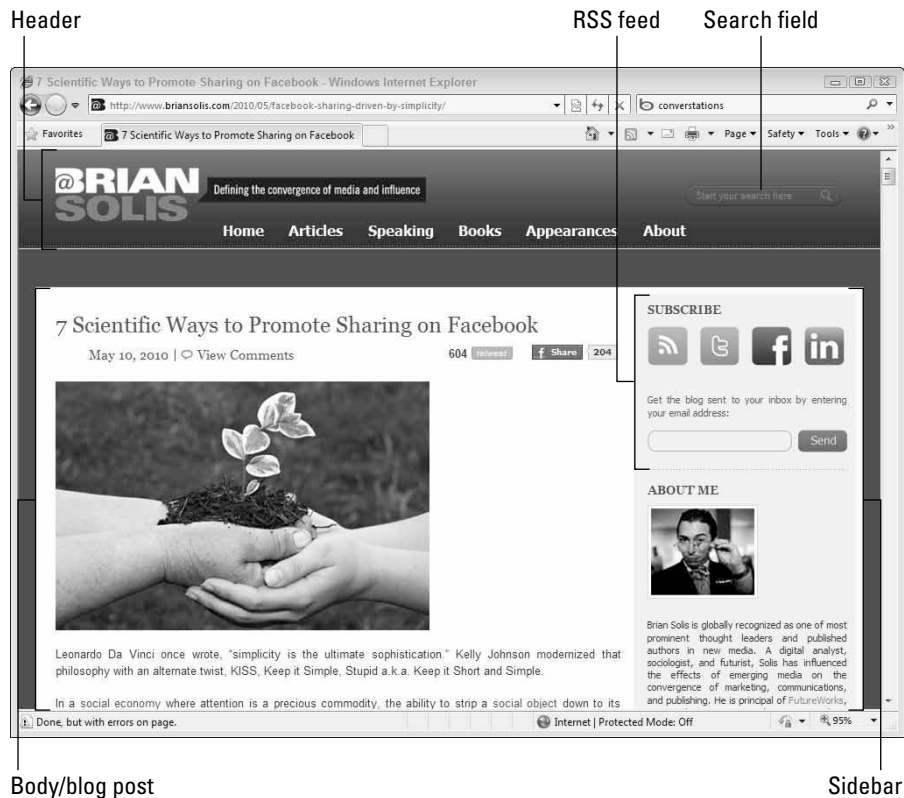 Header RSS feed Search field
7 Scientific Ways to Promote Sharing on Facebook - Windows Internet Explorer
http://www.briansolis.com/2010/05/facebook-sharing-driven-by-simplicity/ converstations
Favorites 7 Scientific Ways to Promote Sharing on Facebook Page Safety Tools
@BRIAN
SOLIS
Defining the convergence of media and influence
Start your search here
Home Articles Speaking Books Appearances About
7 Scientific Ways to Promote Sharing on Facebook
May 10, 2010 | View Comments
604 retweet f Share 204
Leonardo Da Vinci once wrote, “simplicity is the ultimate sophistication.” Kelly Johnson modernized that
philosophy with an alternate twist, KISS, Keep it Simple, Stupid a.k.a. Keep it Short and Simple.
In a social economy where attention is a precious commodity, the ability to strip a social object down to its
SUBSCRIBE
t f in
Get the blog sent to your inbox by entering
your email address:
Send
ABOUT ME
Brian Solis is globally recognized as one of most
prominent thought leaders and published
authors in new media. A digital analyst,
sociologist, and futurist, Solis has influenced
the effects of emerging media on the
convergence of marketing, communications,
and publishing. He is principal of FutureWorks,
Done, but with errors on page. Internet | Protected Mode: Off 95%
Body/blog post Sidebar